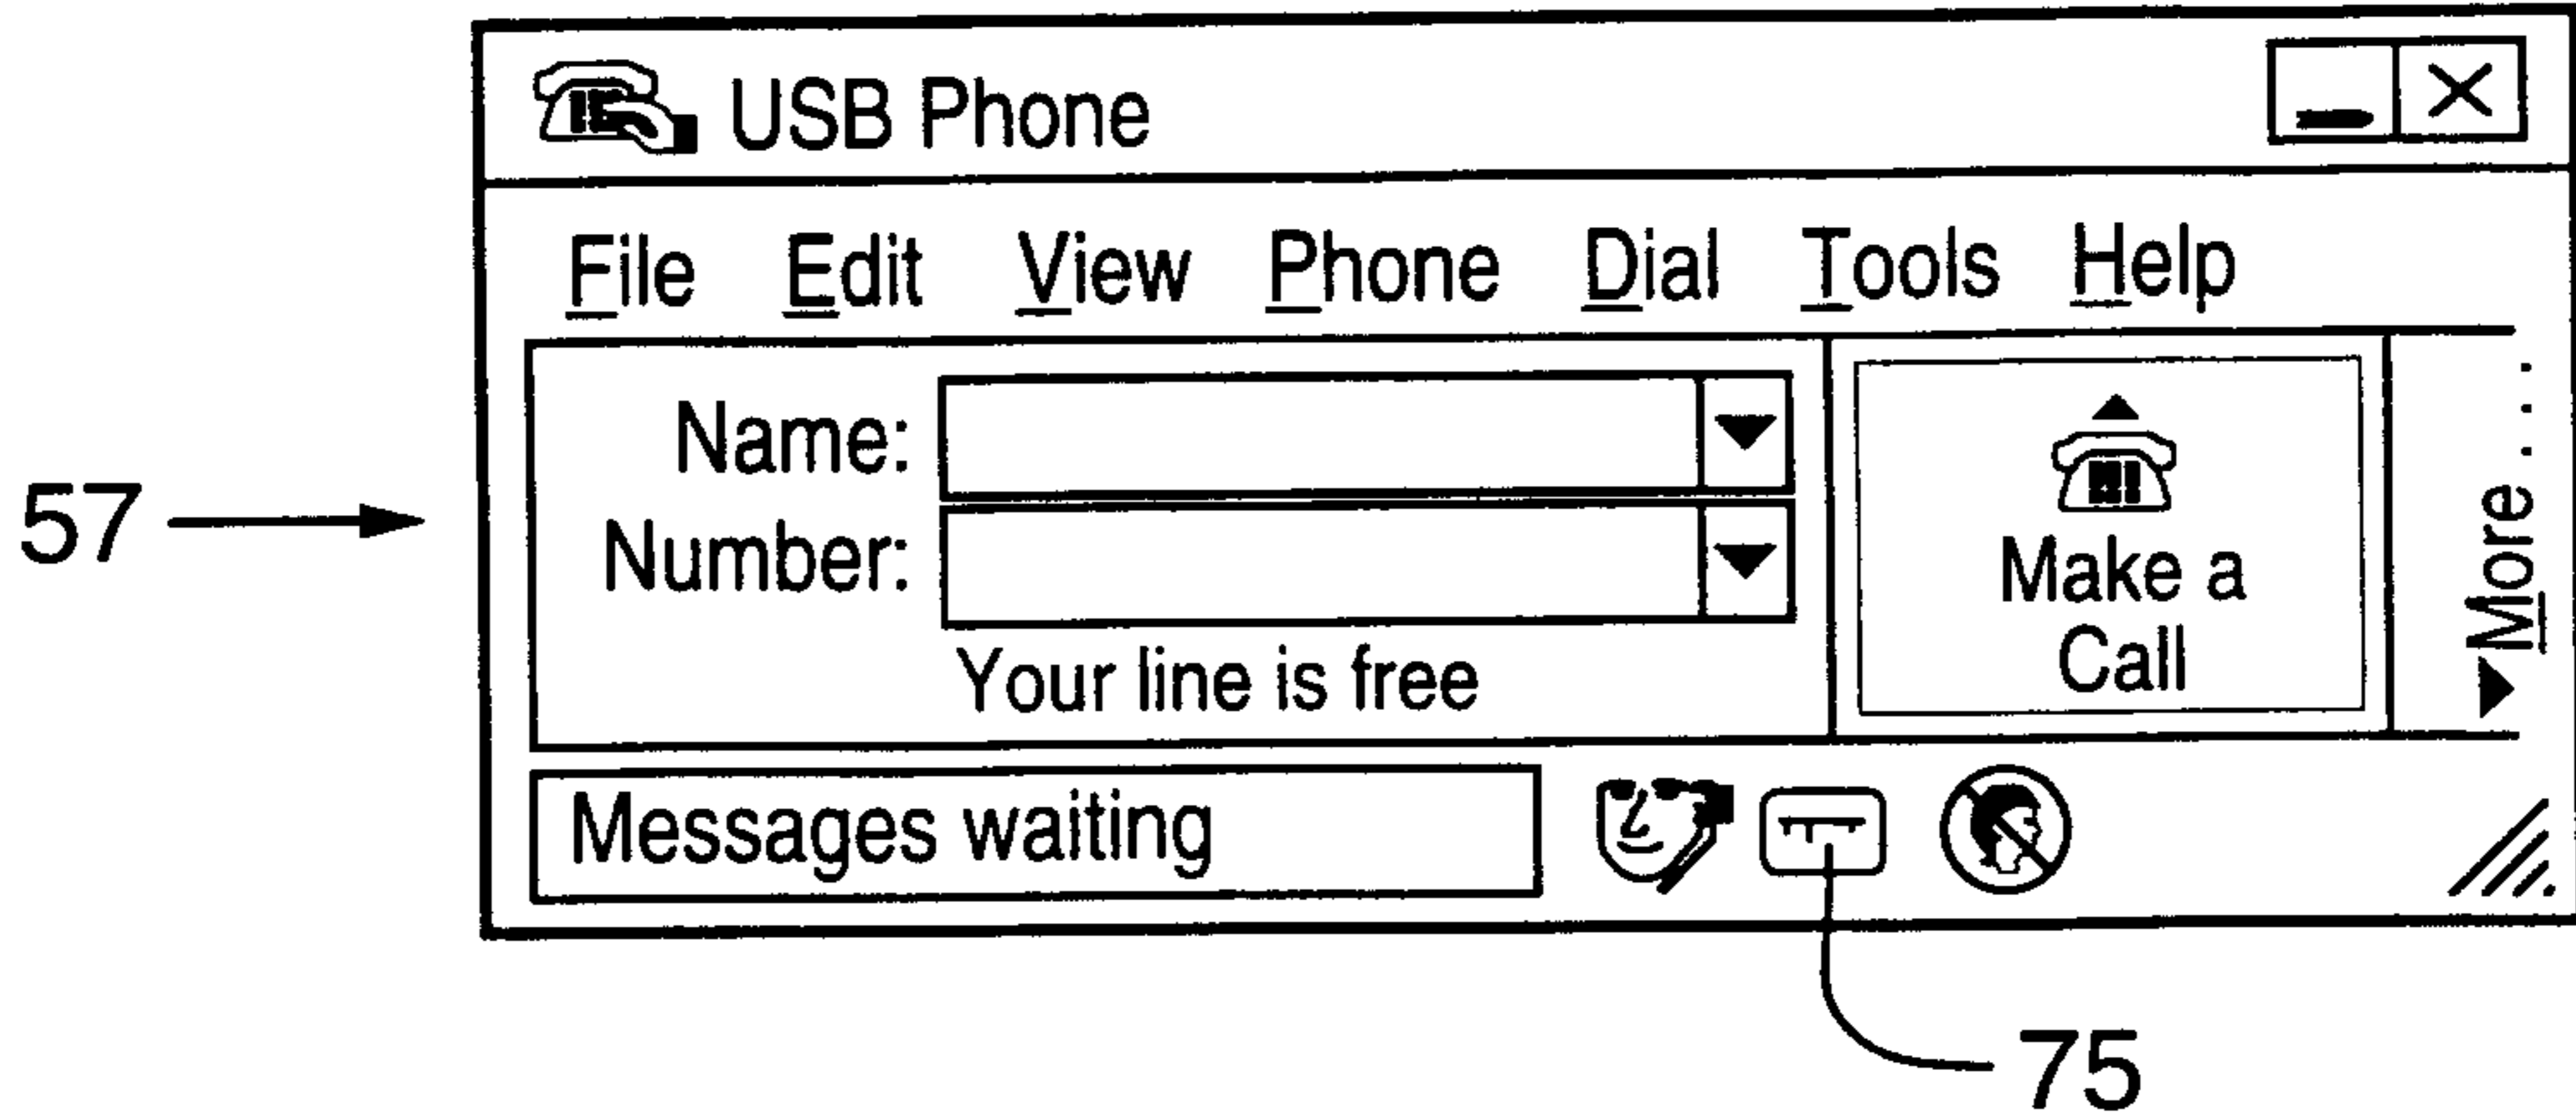 USB Phone
File Edit View Phone Dial Tools Help
Name:
Number:
Your line is free
Make a
Call
More ...
Messages waiting
57
75